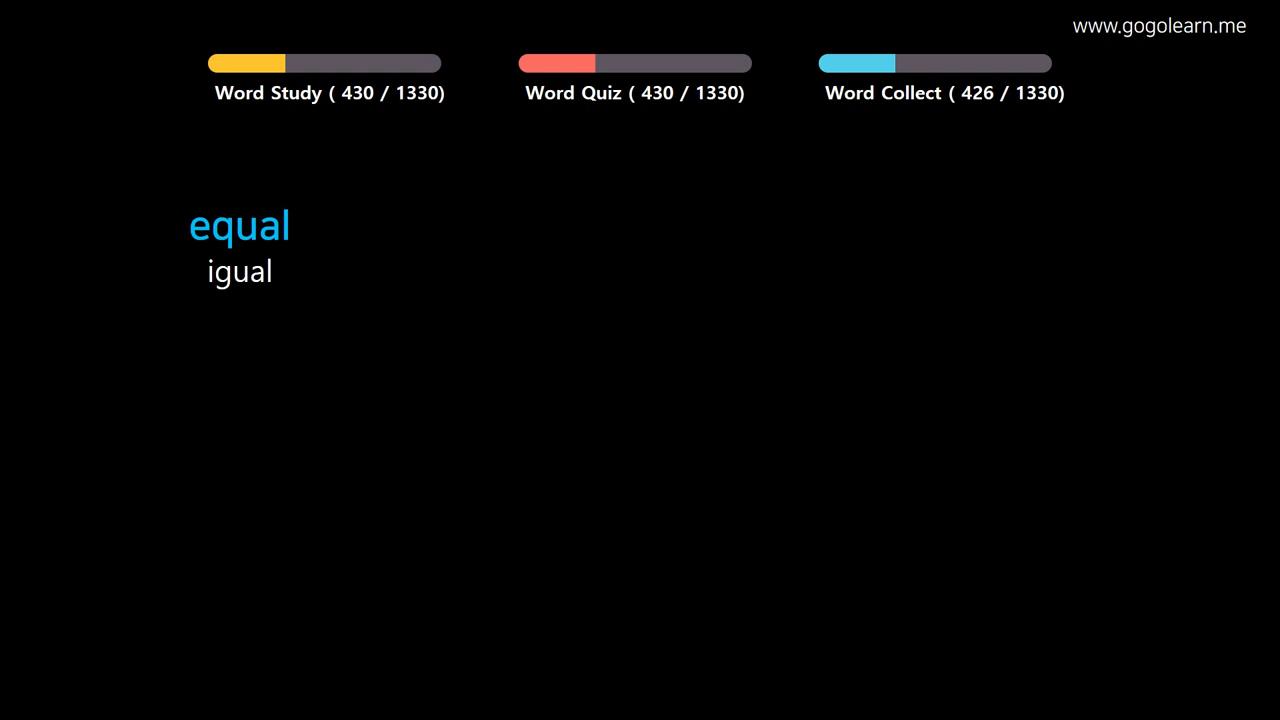 www.gogolearn.me
Word Study ( 430 / 1330)
Word Quiz ( 430 / 1330)
Word Collect ( 426 / 1330)
equal
igual